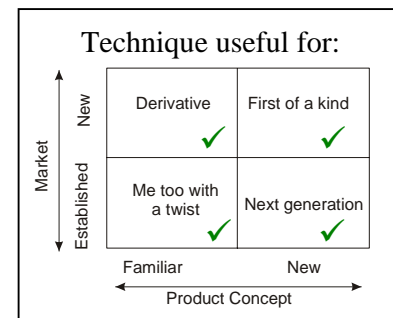 Technique useful for:
Market
New
Derivative
First of a kind
Established
Me too with
a twist
Next generation
Familiar
New
Product Concept